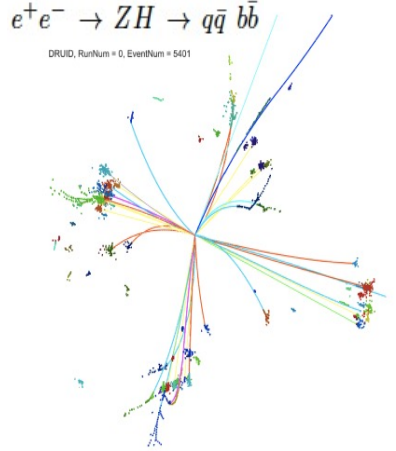 e⁺e⁻ → ZH → qq̄ bb̄
DRUID, RunNum = 0, EventNum = 5401